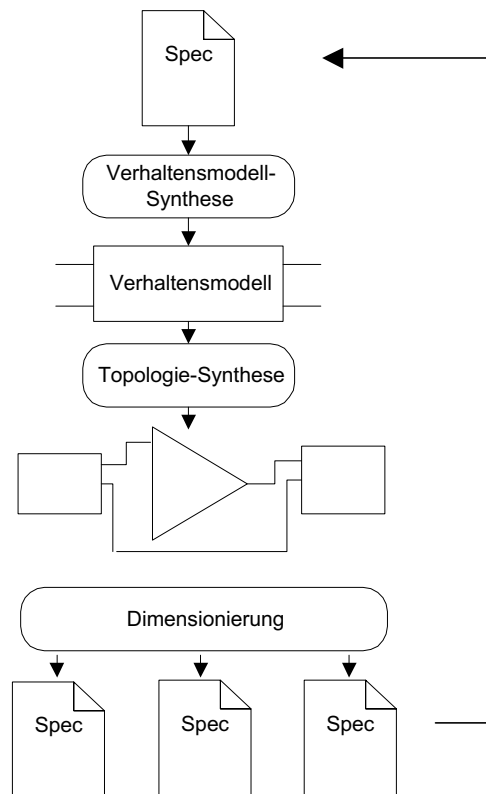 Spec
Verhaltensmodell-
Synthese
Verhaltensmodell
Topologie-Synthese
Dimensionierung
Spec
Spec
Spec